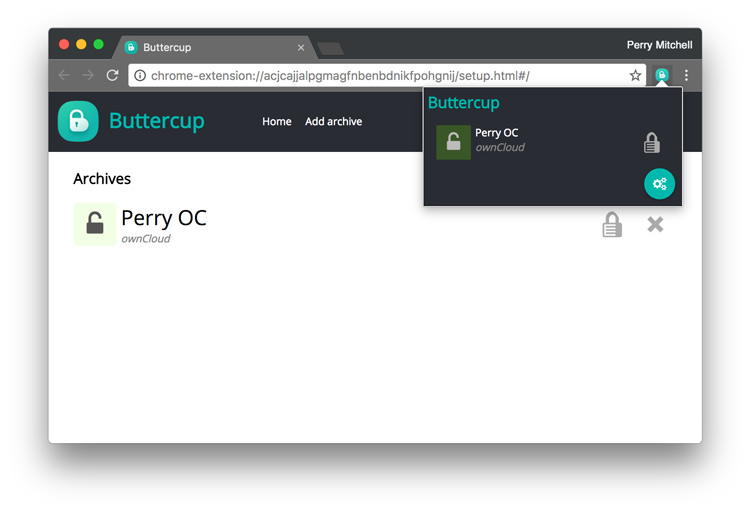 Buttercup
Perry Mitchell
chrome-extension://acjcajjalpgmagfnbenbdnikfpohgnij/setup.html#/
Buttercup
Home
Add archive
Buttercup
Perry OC
ownCloud
Archives
Perry OC
ownCloud